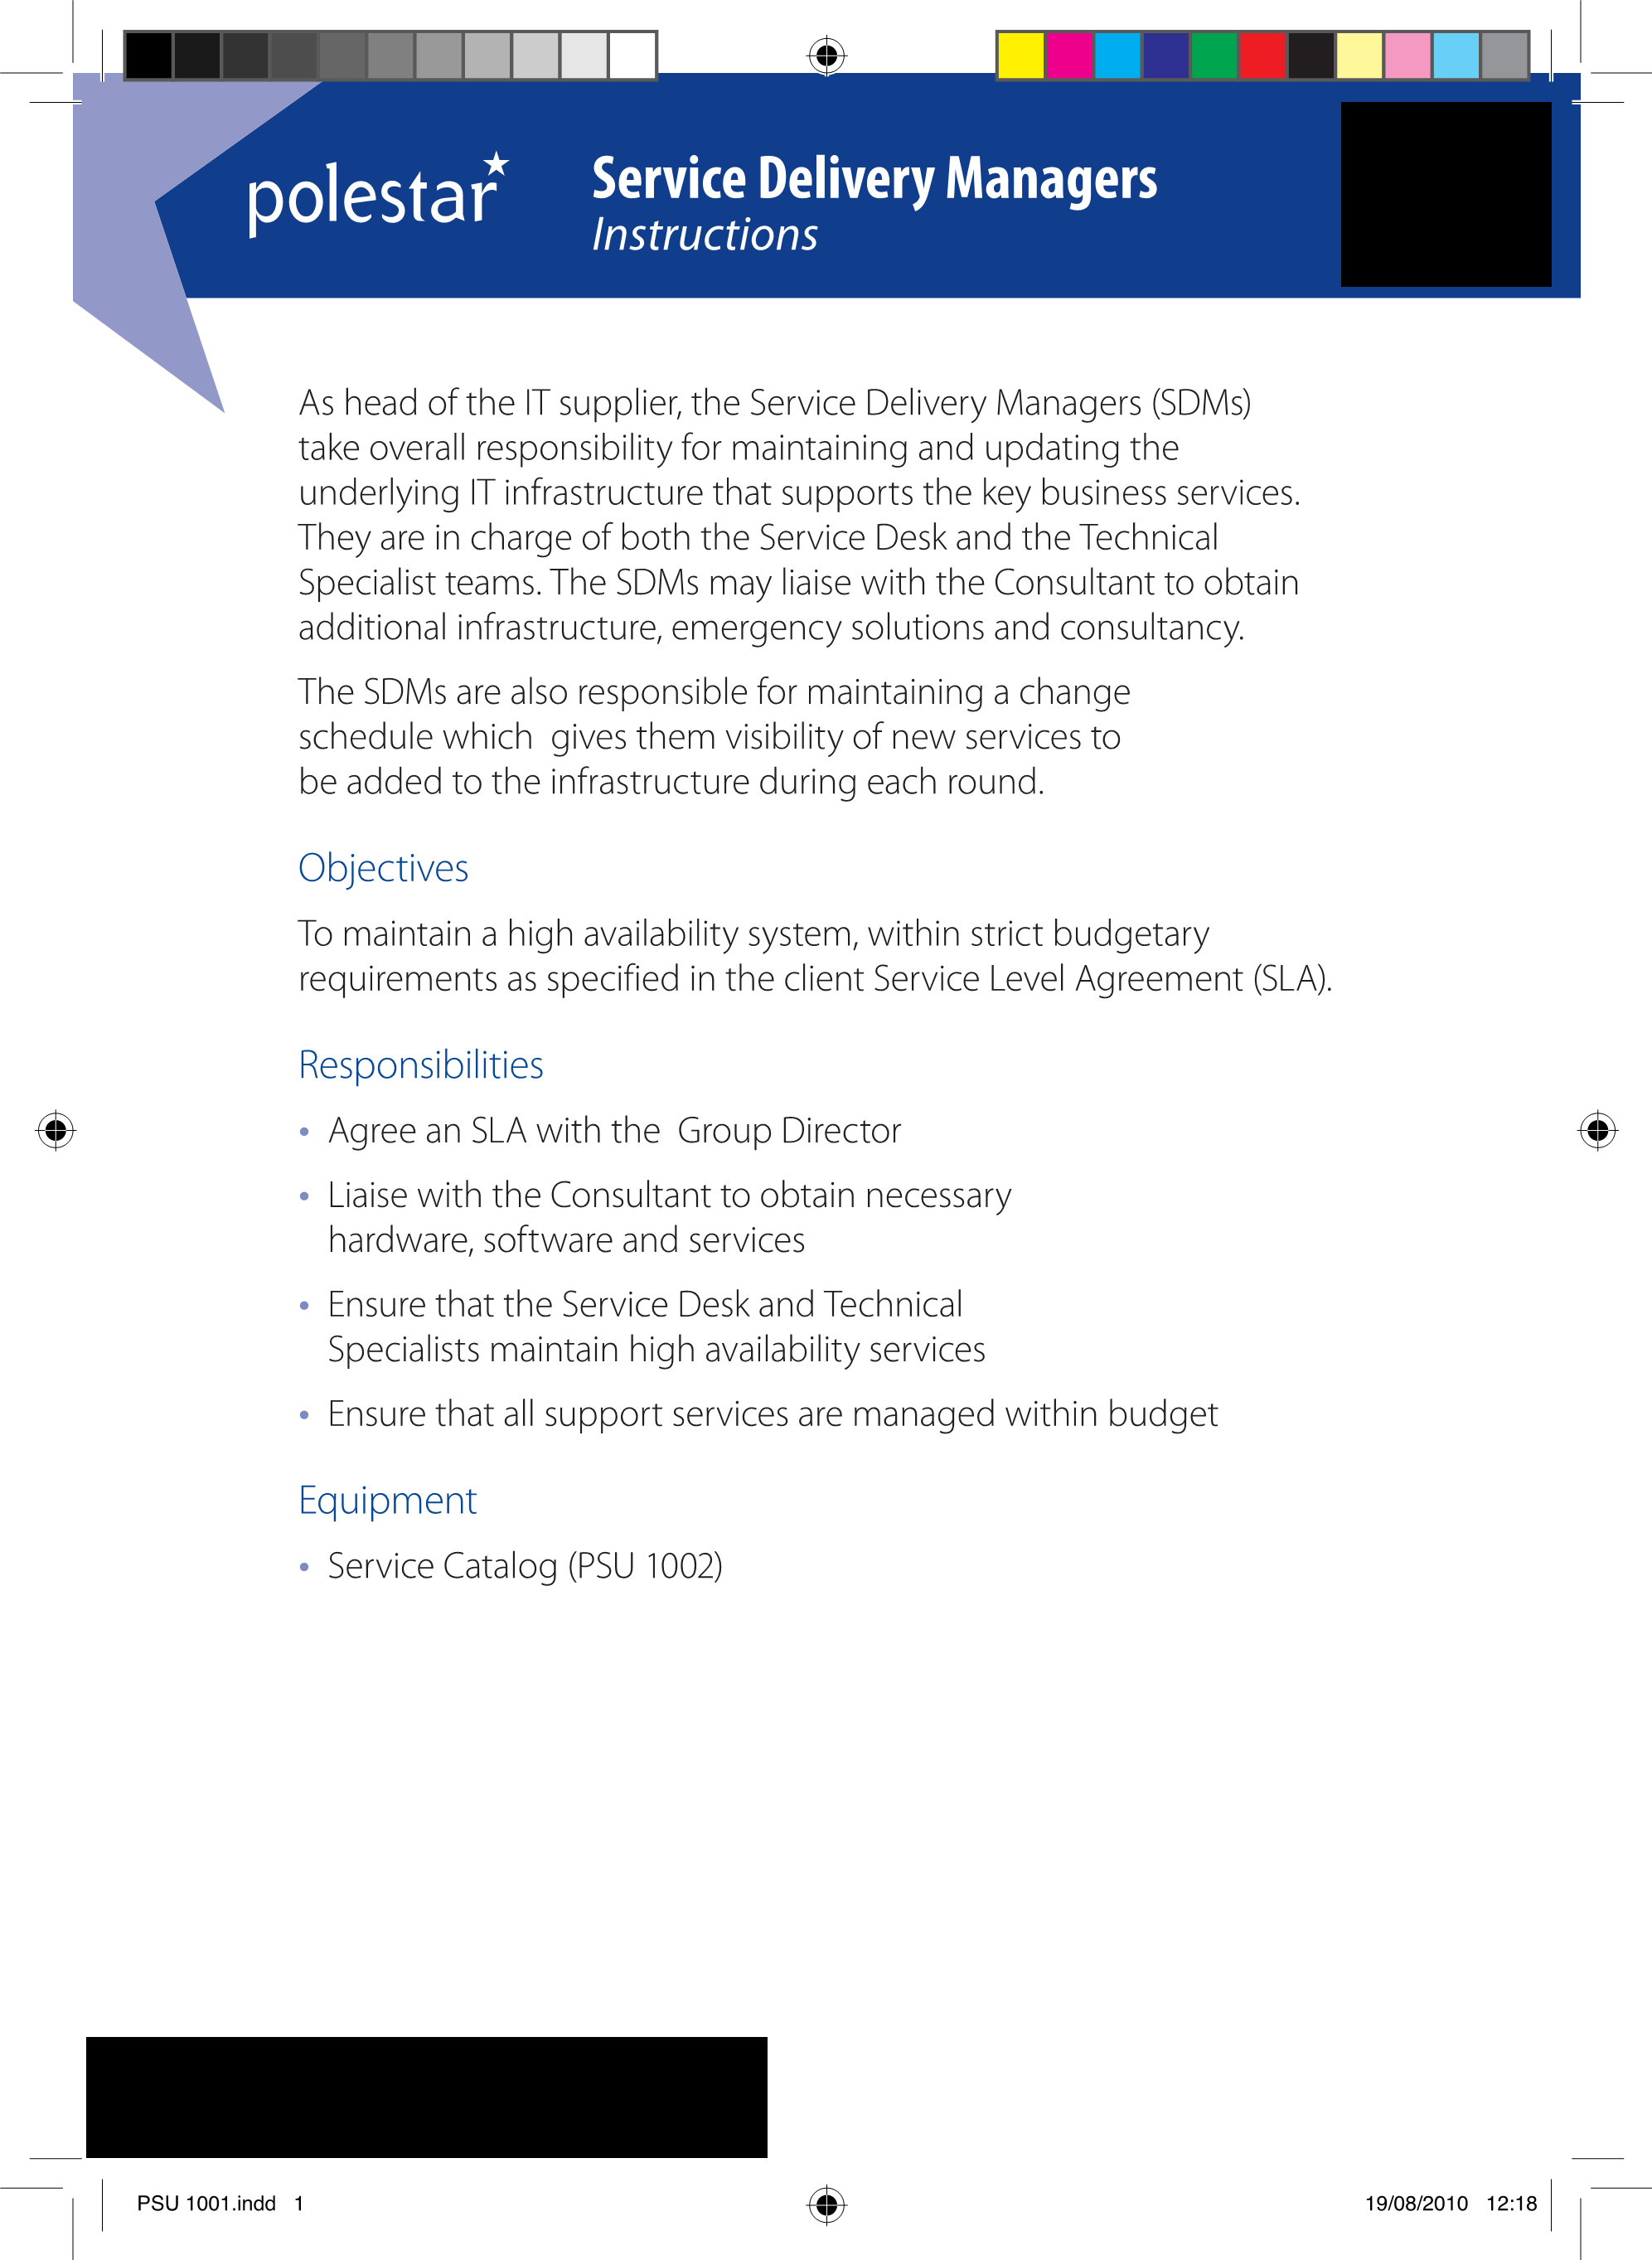 polestar
Service Delivery Managers
Instructions
As head of the IT supplier, the Service Delivery Managers (SDMs)
take overall responsibility for maintaining and updating the
underlying IT infrastructure that supports the key business services.
They are in charge of both the Service Desk and the Technical
Specialist teams. The SDMs may liaise with the Consultant to obtain
additional infrastructure, emergency solutions and consultancy.
The SDMs are also responsible for maintaining a change
schedule which  gives them visibility of new services to
be added to the infrastructure during each round.
Objectives
To maintain a high availability system, within strict budgetary
requirements as specified in the client Service Level Agreement (SLA).
Responsibilities
• Agree an SLA with the  Group Director
• Liaise with the Consultant to obtain necessary
hardware, software and services
• Ensure that the Service Desk and Technical
Specialists maintain high availability services
• Ensure that all support services are managed within budget
Equipment
• Service Catalog (PSU 1002)
PSU 1001.indd   1
19/08/2010   12:18